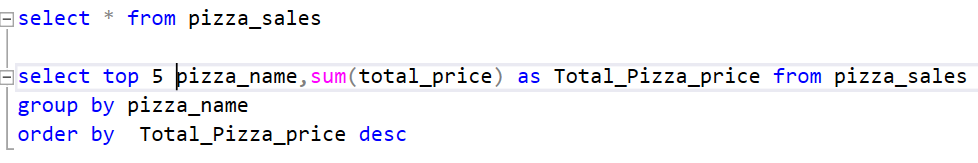 select * from pizza_sales
select top 5 pizza_name,sum(total_price) as Total_Pizza_price from pizza_sales
group by pizza_name
order by  Total_Pizza_price desc